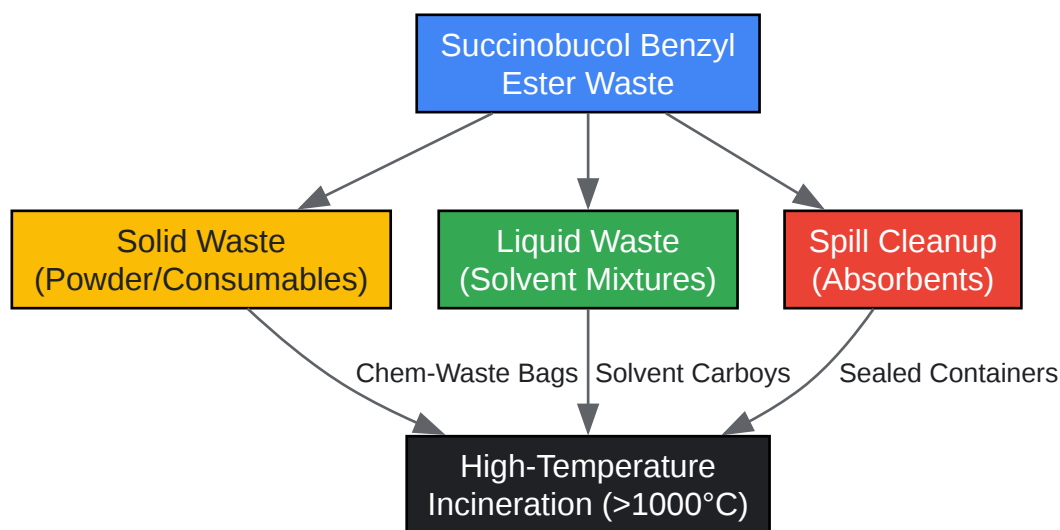 Succinobucol Benzyl
Ester Waste
Solid Waste
(Powder/Consumables)
Liquid Waste
(Solvent Mixtures)
Spill Cleanup
(Absorbents)
Chem-Waste Bags
Solvent Carboys
Sealed Containers
High-Temperature
Incineration (>1000°C)